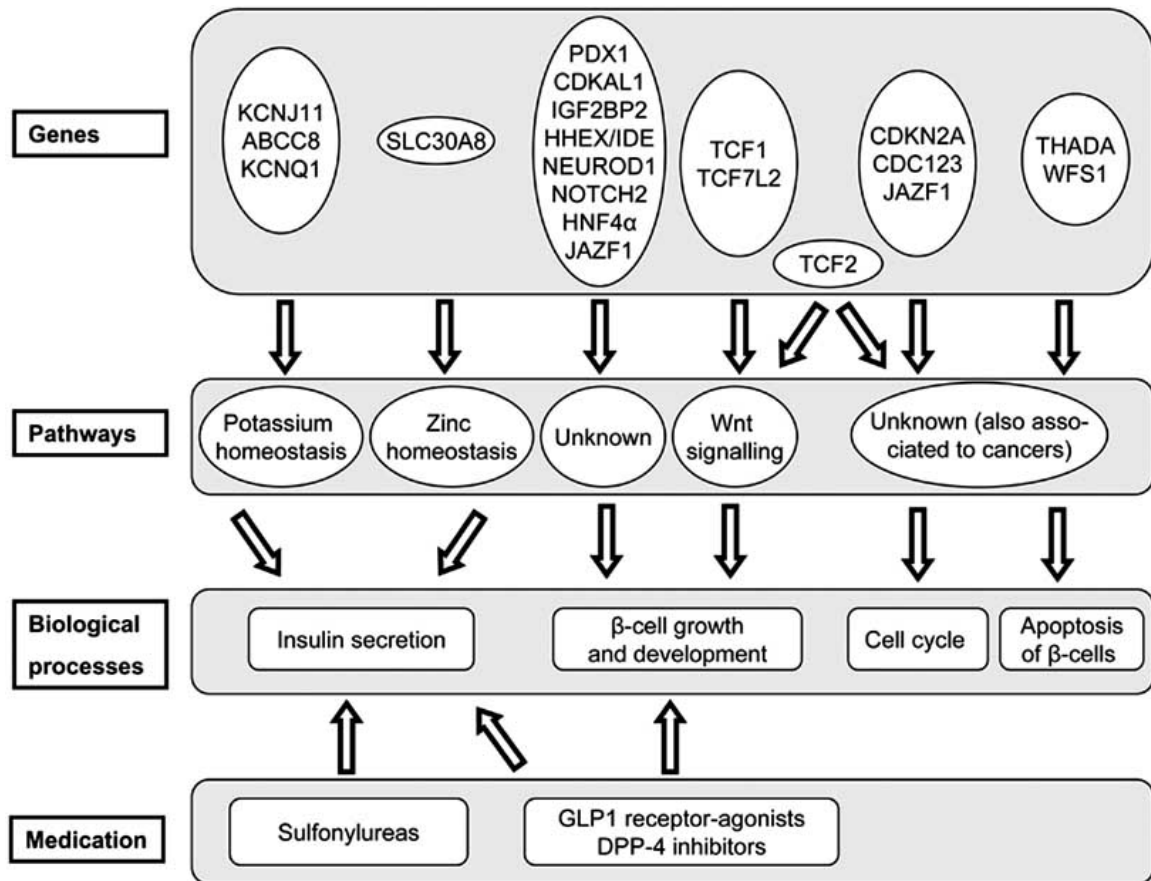 Genes
KCNJ11
ABCC8
KCNQ1
SLC30A8
PDX1
CDKAL1
IGF2BP2
HHEX/IDE
NEUROD1
NOTCH2
HNF4α
JAZF1
TCF1
TCF7L2
TCF2
CDKN2A
CDC123
JAZF1
THADA
WFS1
Pathways
Potassium
homeostasis
Zinc
homeostasis
Unknown
Wnt
signalling
Unknown (also asso-
ciated to cancers)
Biological
processes
Insulin secretion
β-cell growth
and development
Cell cycle
Apoptosis
of β-cells
Medication
Sulfonylureas
GLP1 receptor-agonists
DPP-4 inhibitors